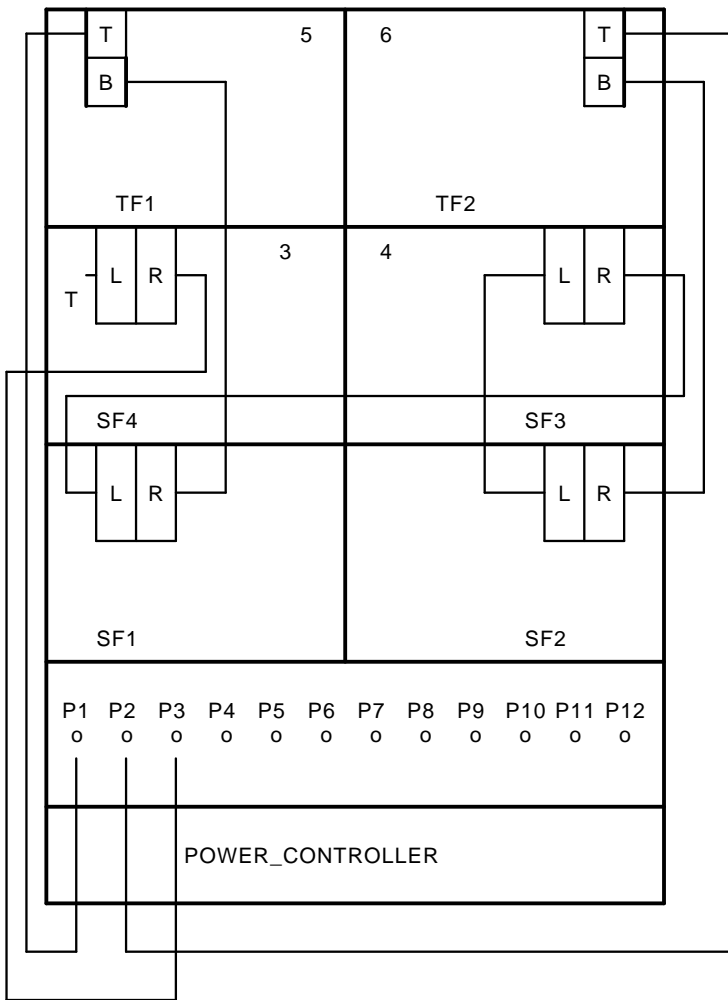 T 5 6 T
B B
TF1 TF2
3 4
L R L R
T
SF4 SF3
L R L R
SF1 SF2
P1 P2 P3 P4 P5 P6 P7 P8 P9 P10 P11 P12
o o o o o o o o o o o o
POWER_CONTROLLER